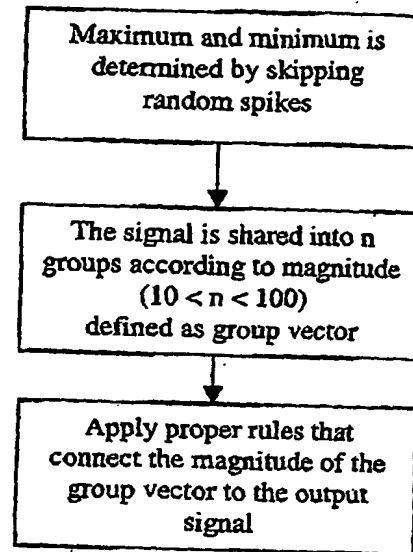 Maximum and minimum is
determined by skipping
random spikes
The signal is shared into n
groups according to magnitude
(10 < n < 100)
defined as group vector
Apply proper rules that
connect the magnitude of the
group vector to the output
signal